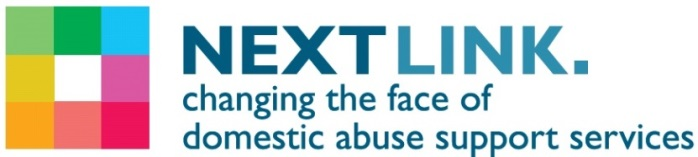 NEXTLINK.
changing the face of
domestic abuse support services